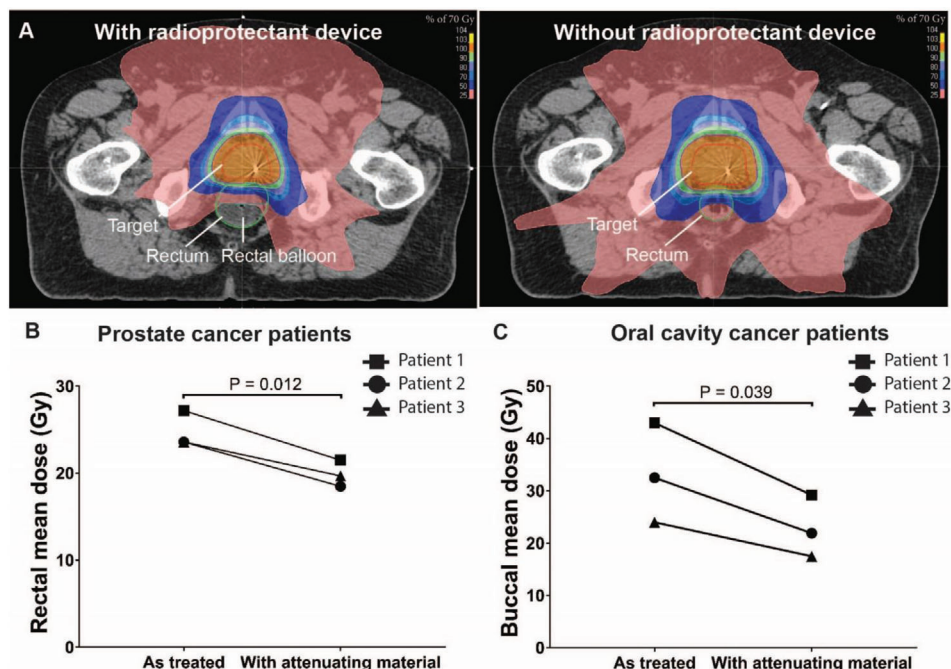 A
With radioprotectant device
% of 70 Gy
104
103
100
90
80
70
50
25
Target
Rectum
Rectal balloon
Without radioprotectant device
% of 70 Gy
104
103
100
90
80
70
50
25
Target
Rectum
B
Prostate cancer patients
Patient 1
Patient 2
Patient 3
P = 0.012
Rectal mean dose (Gy)
30
20
10
0
As treated
With attenuating material
C
Oral cavity cancer patients
Patient 1
Patient 2
Patient 3
P = 0.039
Buccal mean dose (Gy)
50
40
30
20
10
0
As treated
With attenuating material